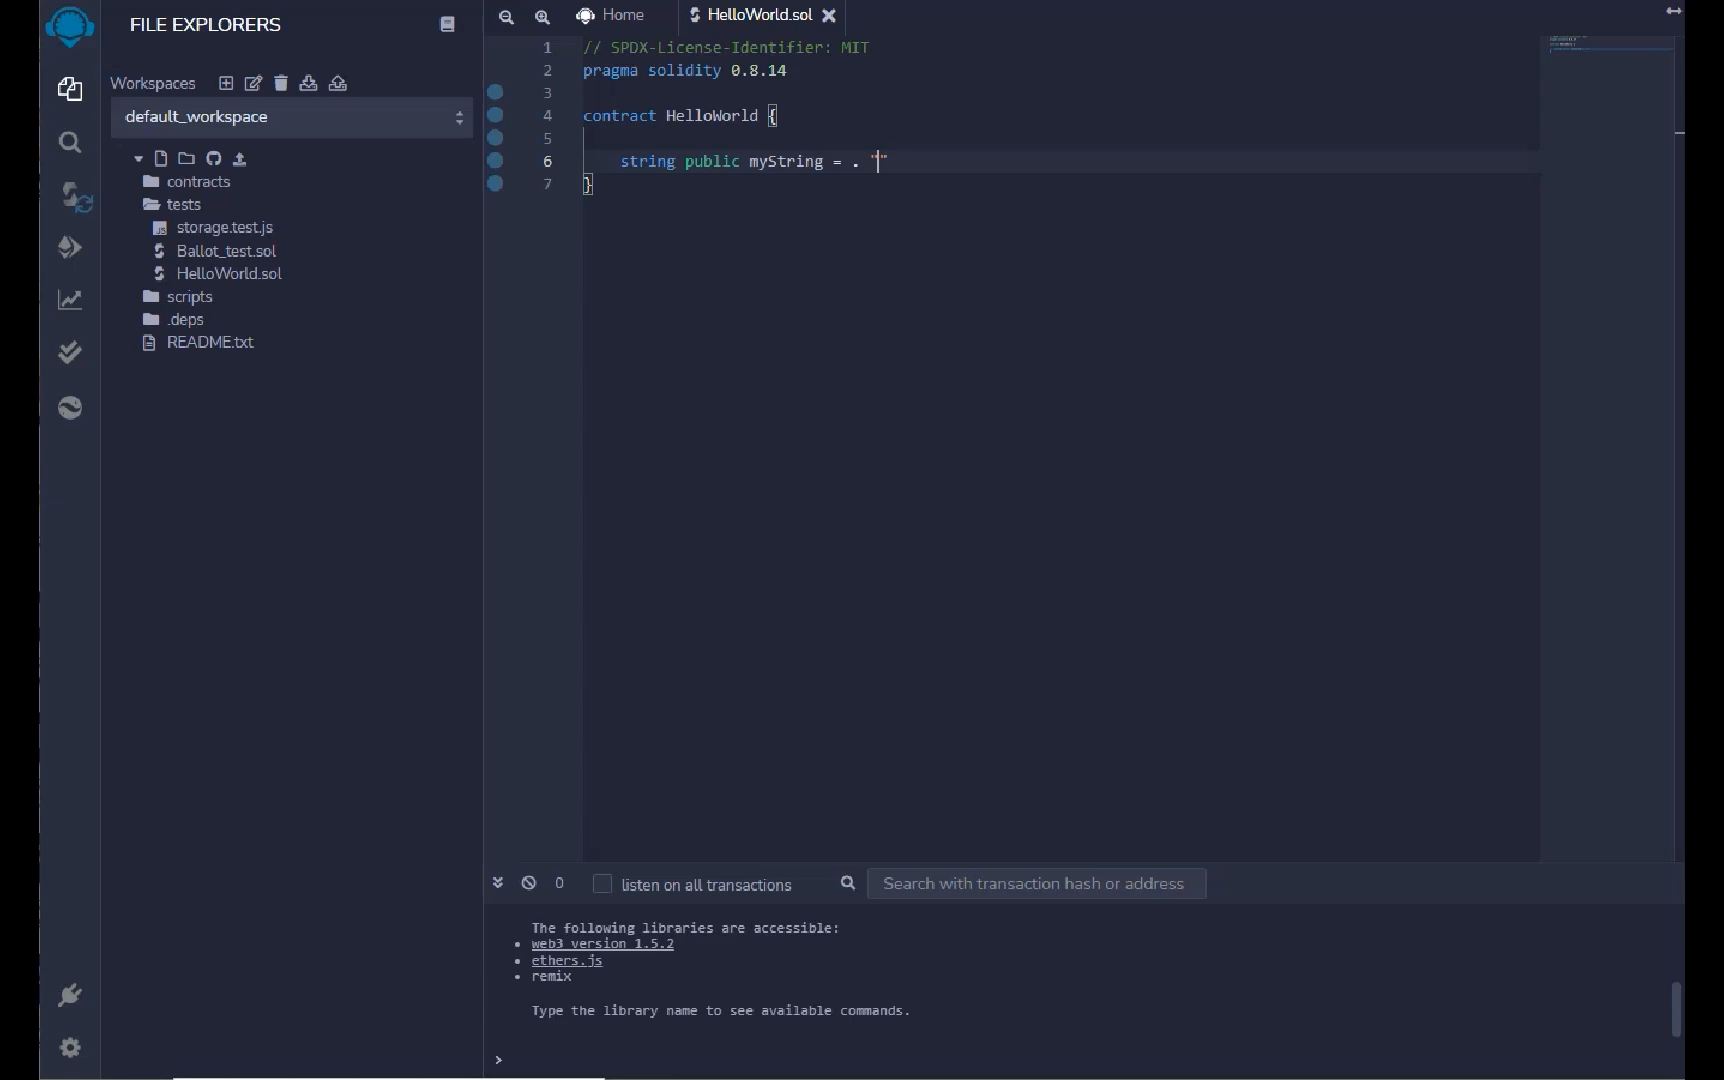 FILE EXPLORERS
Workspaces
default_workspace
contracts
tests
storage.test.js
Ballot_test.sol
HelloWorld.sol
scripts
.deps
README.txt
Home
HelloWorld.sol
1 // SPDX-License-Identifier: MIT
2 pragma solidity 0.8.14
3
4 contract HelloWorld {
5
6 string public myString = . ""
7 }
0 listen on all transactions Search with transaction hash or address
The following libraries are accessible:
• web3 version 1.5.2
• ethers.js
• remix
Type the library name to see available commands.
>